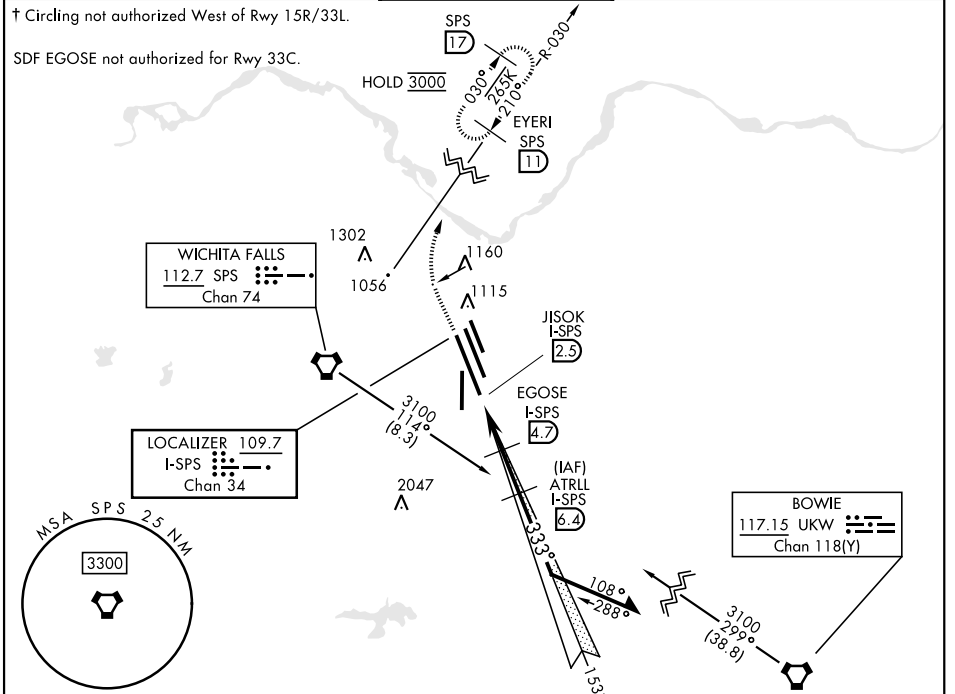 † Circling not authorized West of Rwy 15R/33L.
SDF EGOSE not authorized for Rwy 33C.
SPS
17
R-030
HOLD 3000
030°
265K
210°
EYERI
SPS
11
1302
1056
1160
1115
WICHITA FALLS
112.7 SPS
Chan 74
JISOK
I-SPS
2.5
EGOSE
I-SPS
4.7
3100
114°
(8.3)
LOCALIZER 109.7
I-SPS
Chan 34
2047
(IAF)
ATRLL
I-SPS
6.4
333°
108°
288°
153°
BOWIE
117.15 UKW
Chan 118(Y)
3100
299°
(38.8)
MSA SPS 25 NM
3300